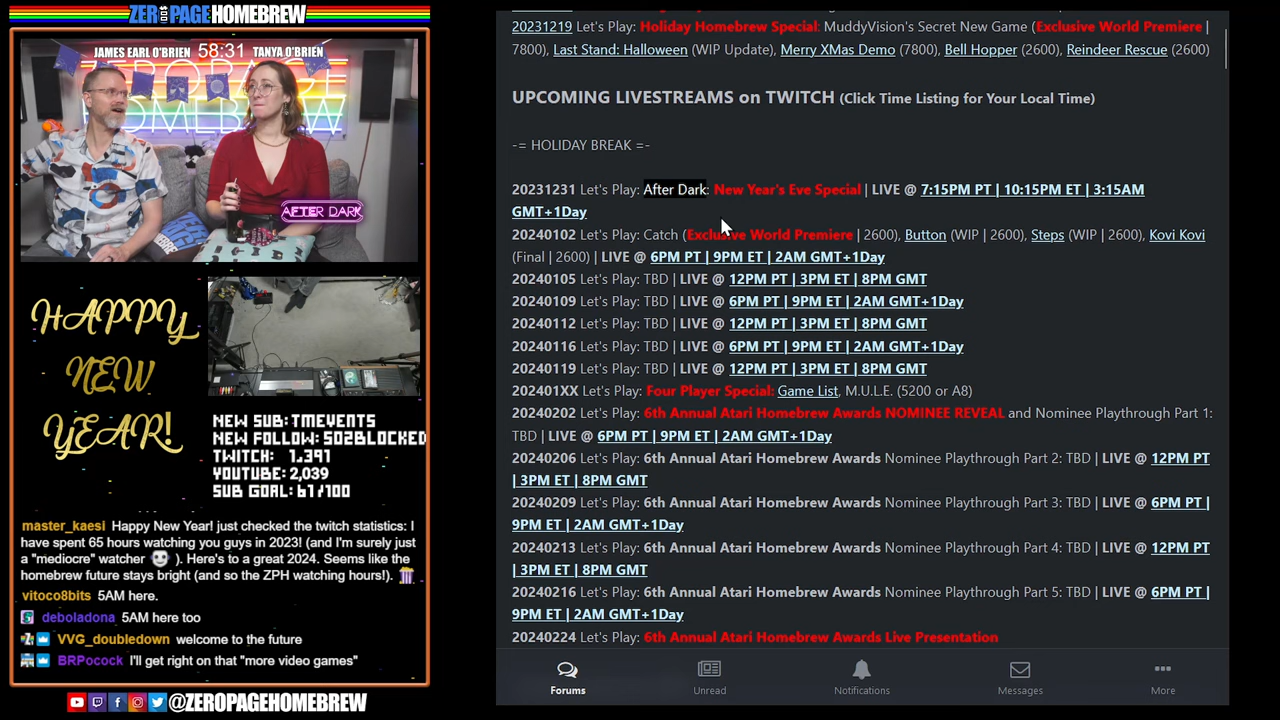 ZERO PAGE HOMEBREW
JAMES EARL O'BRIEN 58:31 TANYA O'BRIEN
ZEROPAGE
HOMEBREW
AFTER DARK
HAPPY
NEW
YEAR!
NEW SUB: TMEVENTS
NEW FOLLOW: SO2BLOCKED
TWITCH: 1,391
YOUTUBE: 2,039
SUB GOAL: 67/100
master_kaesi Happy New Year! just checked the twitch statistics: I
have spent 65 hours watching you guys in 2023! (and I'm surely just
a "mediocre" watcher ). Here's to a great 2024. Seems like the
homebrew future stays bright (and so the ZPH watching hours!).
vitoco8bits 5AM here.
deboladona 5AM here too
VVG_doubledown welcome to the future
BRPocock I'll get right on that "more video games"
@ZEROPAGEHOMEBREW
20231219 Let's Play: Holiday Homebrew Special: MuddyVision's Secret New Game (Exclusive World Premiere |
7800), Last Stand: Halloween (WIP Update), Merry XMas Demo (2600), Bell Hopper (2600), Reindeer Rescue (2600)
UPCOMING LIVESTREAMS on TWITCH (Click Time Listing for Your Local Time)
-= HOLIDAY BREAK =-
20231231 Let's Play: After Dark: New Year's Eve Special | LIVE @ 7:15PM PT | 10:15PM ET | 3:15AM
GMT+1Day
20240102 Let's Play: Catch (Exclusive World Premiere | 2600), Button (WIP | 2600), Steps (WIP | 2600), Kovi Kovi
(Final | 2600) | LIVE @ 6PM PT | 9PM ET | 2AM GMT+1Day
20240105 Let's Play: TBD | LIVE @ 12PM PT | 3PM ET | 8PM GMT
20240109 Let's Play: TBD | LIVE @ 6PM PT | 9PM ET | 2AM GMT+1Day
20240112 Let's Play: TBD | LIVE @ 12PM PT | 3PM ET | 8PM GMT
20240116 Let's Play: TBD | LIVE @ 6PM PT | 9PM ET | 2AM GMT+1Day
20240119 Let's Play: TBD | LIVE @ 12PM PT | 3PM ET | 8PM GMT
202401XX Let's Play: Four Player Special: Game List, M.U.L.E. (5200 or A8)
20240202 Let's Play: 6th Annual Atari Homebrew Awards NOMINEE REVEAL and Nominee Playthrough Part 1:
TBD | LIVE @ 6PM PT | 9PM ET | 2AM GMT+1Day
20240206 Let's Play: 6th Annual Atari Homebrew Awards Nominee Playthrough Part 2: TBD | LIVE @ 12PM PT
| 3PM ET | 8PM GMT
20240209 Let's Play: 6th Annual Atari Homebrew Awards Nominee Playthrough Part 3: TBD | LIVE @ 6PM PT |
9PM ET | 2AM GMT+1Day
20240213 Let's Play: 6th Annual Atari Homebrew Awards Nominee Playthrough Part 4: TBD | LIVE @ 12PM PT
| 3PM ET | 8PM GMT
20240216 Let's Play: 6th Annual Atari Homebrew Awards Nominee Playthrough Part 5: TBD | LIVE @ 6PM PT |
9PM ET | 2AM GMT+1Day
20240224 Let's Play: 6th Annual Atari Homebrew Awards Live Presentation
Forums Unread Notifications Messages More